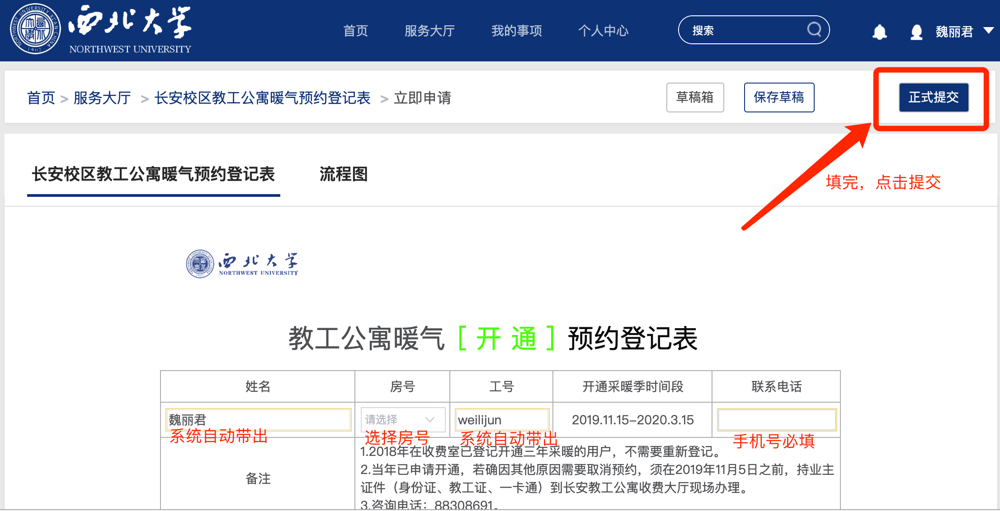 西北大学
NORTHWEST UNIVERSITY
首页 服务大厅 我的事项 个人中心 搜索 魏丽君
首页 > 服务大厅 > 长安校区教工公寓暖气预约登记表 > 立即申请 草稿箱 保存草稿 正式提交
长安校区教工公寓暖气预约登记表 流程图
填完，点击提交
西北大学
NORTHWEST UNIVERSITY
教工公寓暖气[开通]预约登记表
姓名 房号 工号 开通采暖季时间段 联系电话
魏丽君 请选择 weilijun 2019.11.15-2020.3.15
系统自动带出 选择房号 系统自动带出 手机号必填
备注
1.2018年在收费室已登记开通三年采暖的用户，不需要重新登记。
2.当年已申请开通，若确因其他原因需要取消预约，须在2019年11月5日之前，持业主
证件（身份证、教工证、一卡通）到长安教工公寓收费大厅现场办理。
3.咨询电话：88308691。